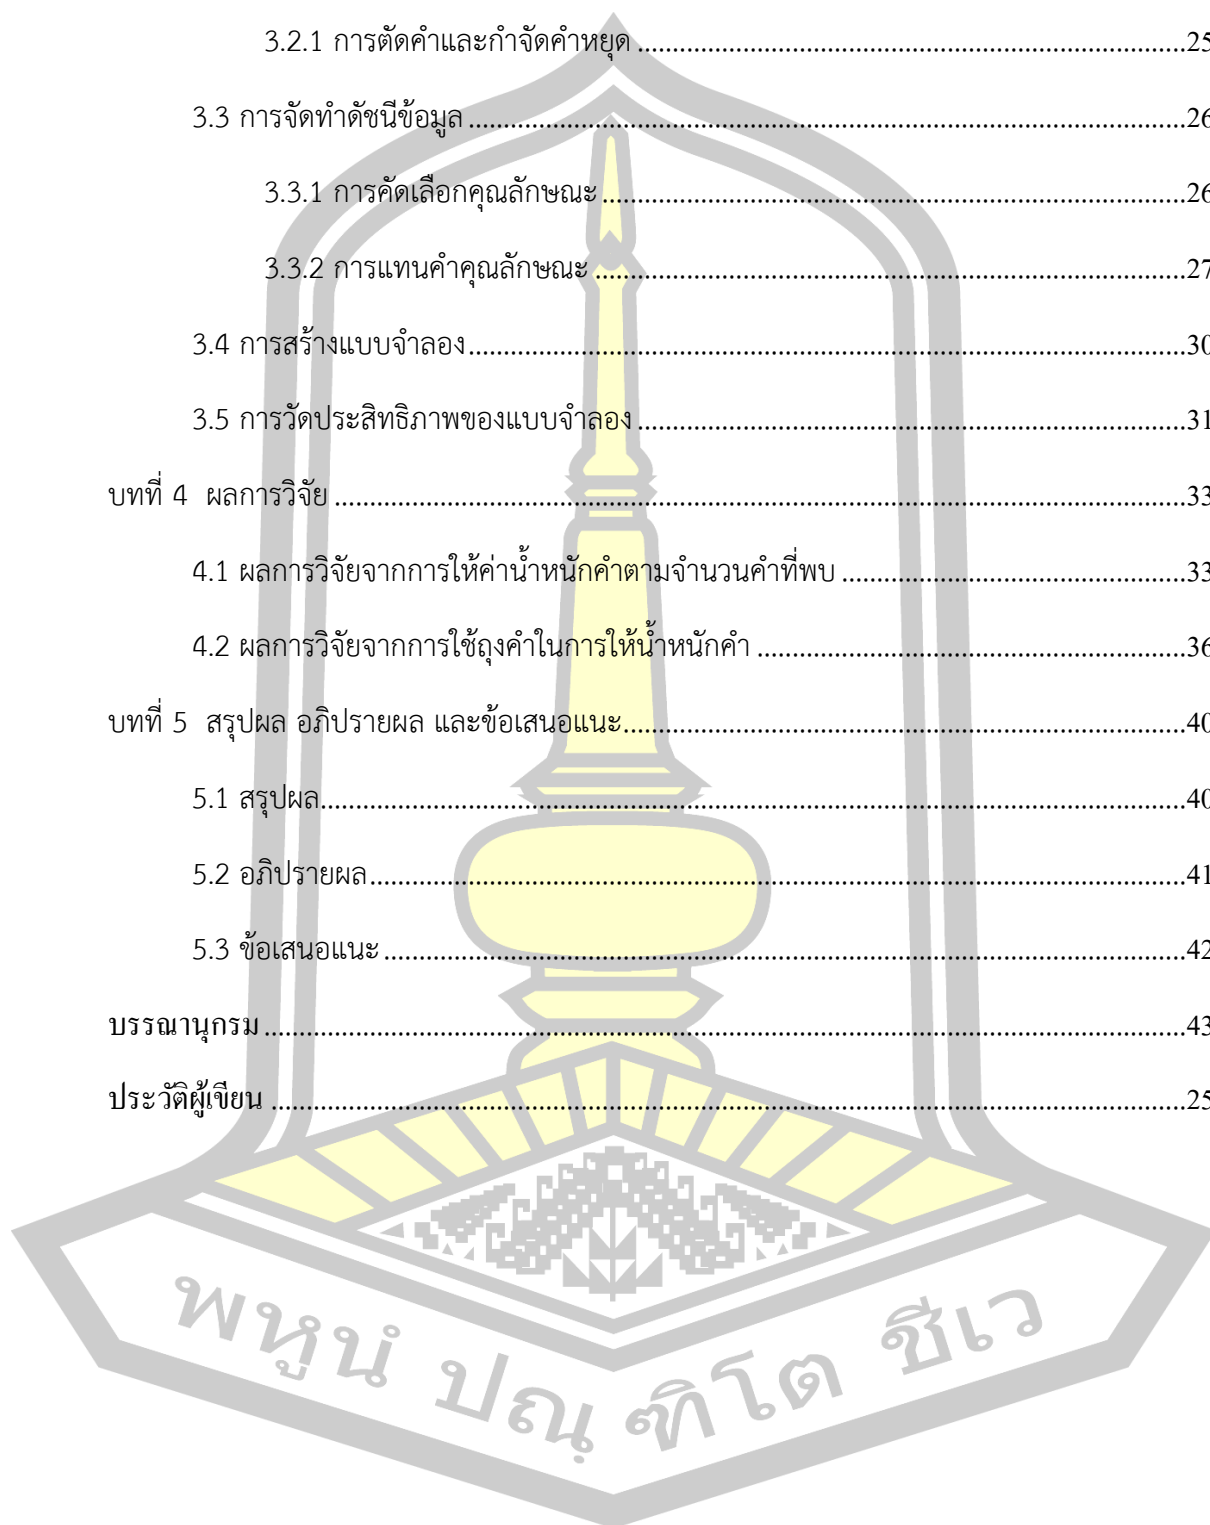 3.2.1 การตัดคำและกำจัดคำหยุด ........................................................................25
3.3 การจัดทำดัชนีข้อมูล ........................................................................26
3.3.1 การคัดเลือกคุณลักษณะ ........................................................................26
3.3.2 การแทนคำคุณลักษณะ ........................................................................27
3.4 การสร้างแบบจำลอง ........................................................................30
3.5 การวัดประสิทธิภาพของแบบจำลอง ........................................................................31
บทที่ 4 ผลการวิจัย ........................................................................33
4.1 ผลการวิจัยจากการให้ค่าน้ำหนักคำตามจำนวนคำที่พบ ........................................................................33
4.2 ผลการวิจัยจากการใช้ถุงคำในการให้น้ำหนักคำ ........................................................................36
บทที่ 5 สรุปผล อภิปรายผล และข้อเสนอแนะ ........................................................................40
5.1 สรุปผล ........................................................................40
5.2 อภิปรายผล ........................................................................41
5.3 ข้อเสนอแนะ ........................................................................42
บรรณานุกรม ........................................................................43
ประวัติผู้เขียน ........................................................................25
พหูนํ ปณฺฑิโต ชีเว